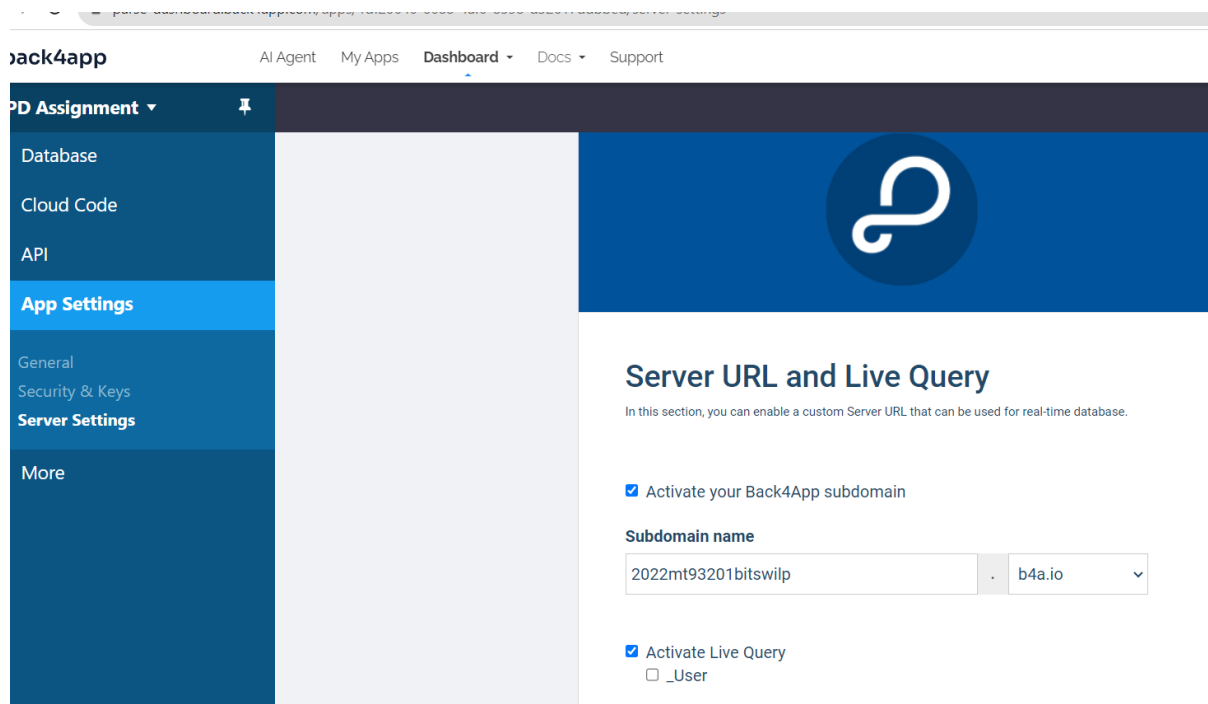 back4app AI Agent My Apps Dashboard Docs Support
PD Assignment
Database
Cloud Code
API
App Settings
General
Security & Keys
Server Settings
More
Server URL and Live Query
In this section, you can enable a custom Server URL that can be used for real-time database.
Activate your Back4App subdomain
Subdomain name
2022mt93201bitswilp . b4a.io
Activate Live Query
_User